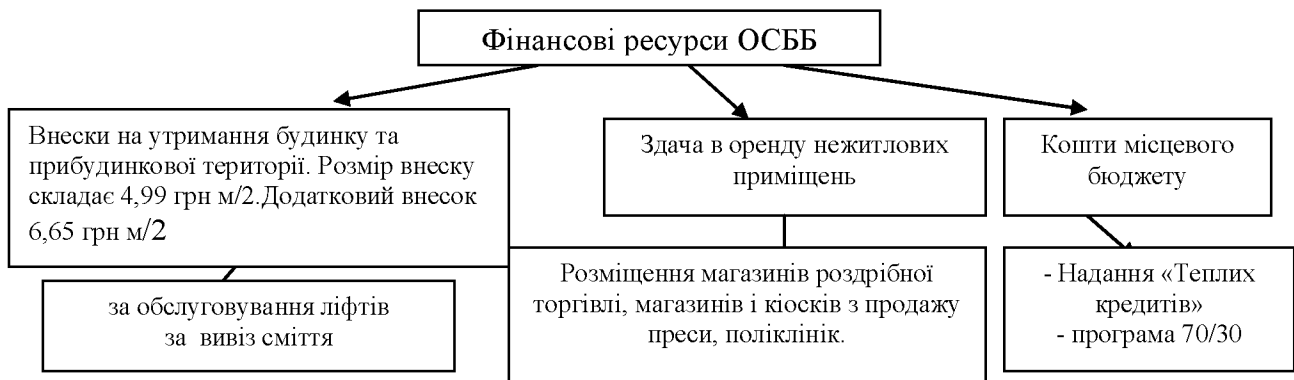 Фінансові ресурси ОСББ
Внески на утримання будинку та
прибудинкової території. Розмір внеску
складає 4,99 грн м/2.Додатковий внесок
6,65 грн м/2
Здача в оренду нежитлових
приміщень
Кошти місцевого
бюджету
за обслуговування ліфтів
за вивіз сміття
Розміщення магазинів роздрібної
торгівлі, магазинів і кіосків з продажу
преси, поліклінік.
- Надання «Теплих
кредитів»
- програма 70/30